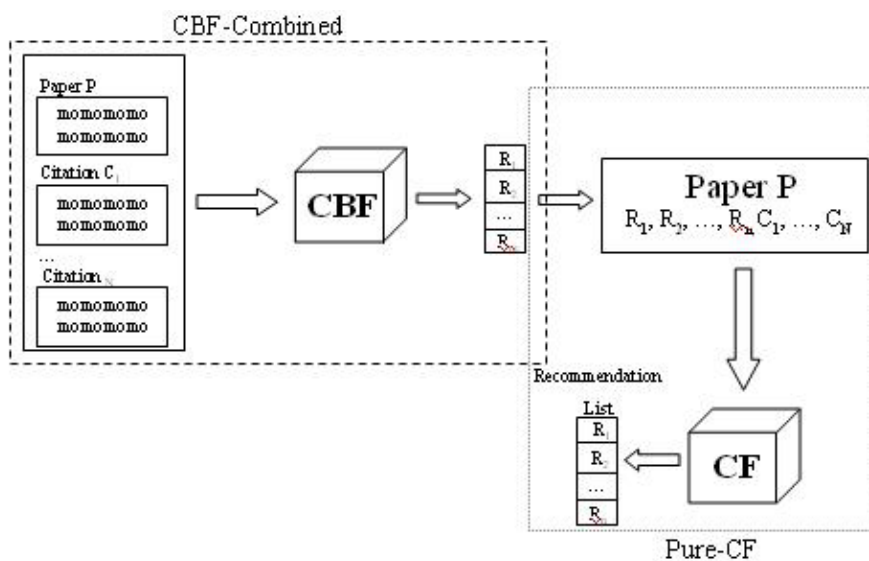 CBF-Combined
Paper P
momomomo
momomomo
Citation C1
momomomo
momomomo
...
Citation N
momomomo
momomomo
CBF
R1
R2
...
Paper P
R1, R2, ..., Rn, C1, ..., CN
Recommendation
List
R1
R2
...
CF
Pure-CF